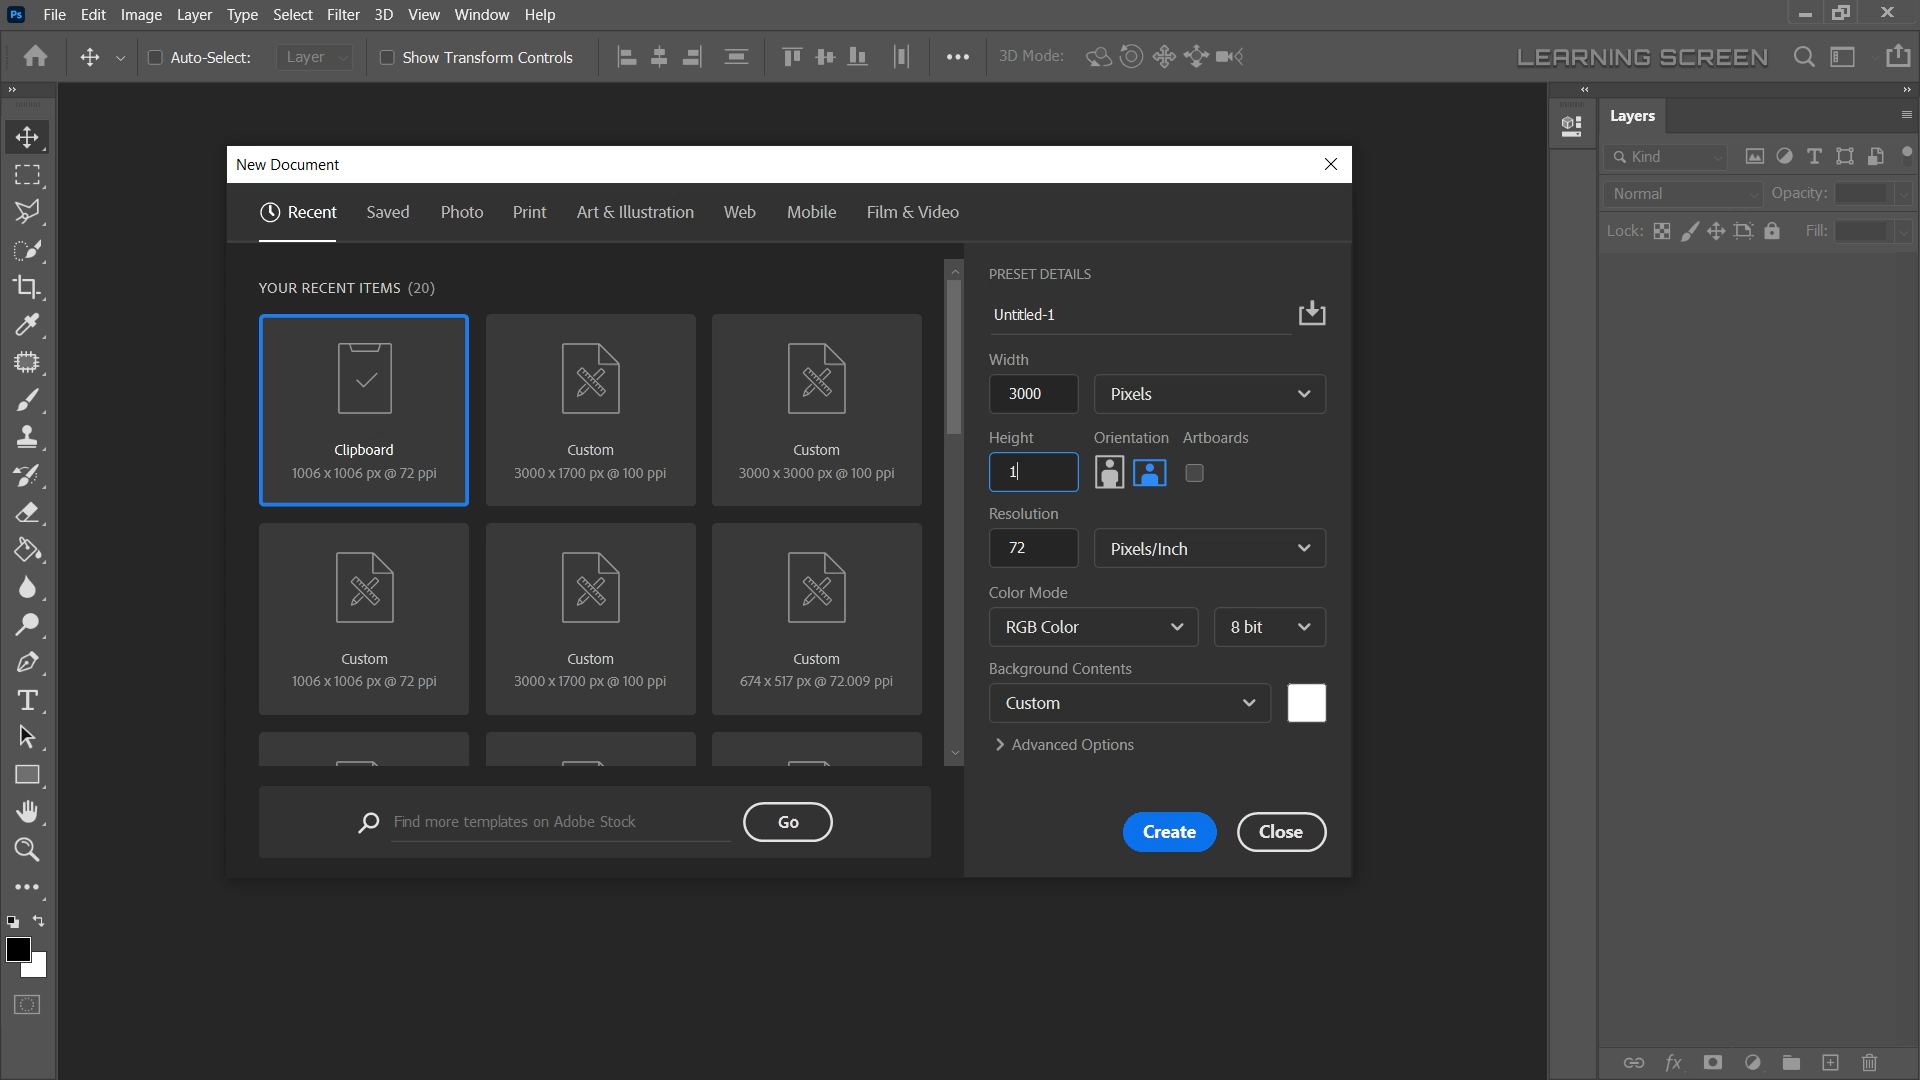 Ps File Edit Image Layer Type Select Filter 3D View Window Help
Auto-Select: Layer Show Transform Controls 3D Mode: LEARNING SCREEN
New Document
Recent Saved Photo Print Art & Illustration Web Mobile Film & Video
YOUR RECENT ITEMS (20)
Clipboard
1006 x 1006 px @ 72 ppi
Custom
3000 x 1700 px @ 100 ppi
Custom
3000 x 3000 px @ 100 ppi
Custom
1006 x 1006 px @ 72 ppi
Custom
3000 x 1700 px @ 100 ppi
Custom
674 x 517 px @ 72.009 ppi
Find more templates on Adobe Stock Go
PRESET DETAILS
Untitled-1
Width
3000 Pixels
Height Orientation Artboards
1
Resolution
72 Pixels/Inch
Color Mode
RGB Color 8 bit
Background Contents
Custom
Advanced Options
Create Close
Layers
Kind
Normal Opacity:
Lock: Fill:
fx